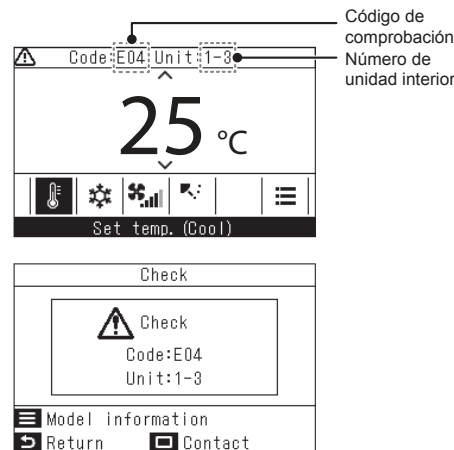 Código de
comprobación
Code:E04 Unit:1-3
Número de
unidad interior
25 °C
Set temp. (Cool)
Check
Check
Code:E04
Unit:1-3
Model information
Return Contact